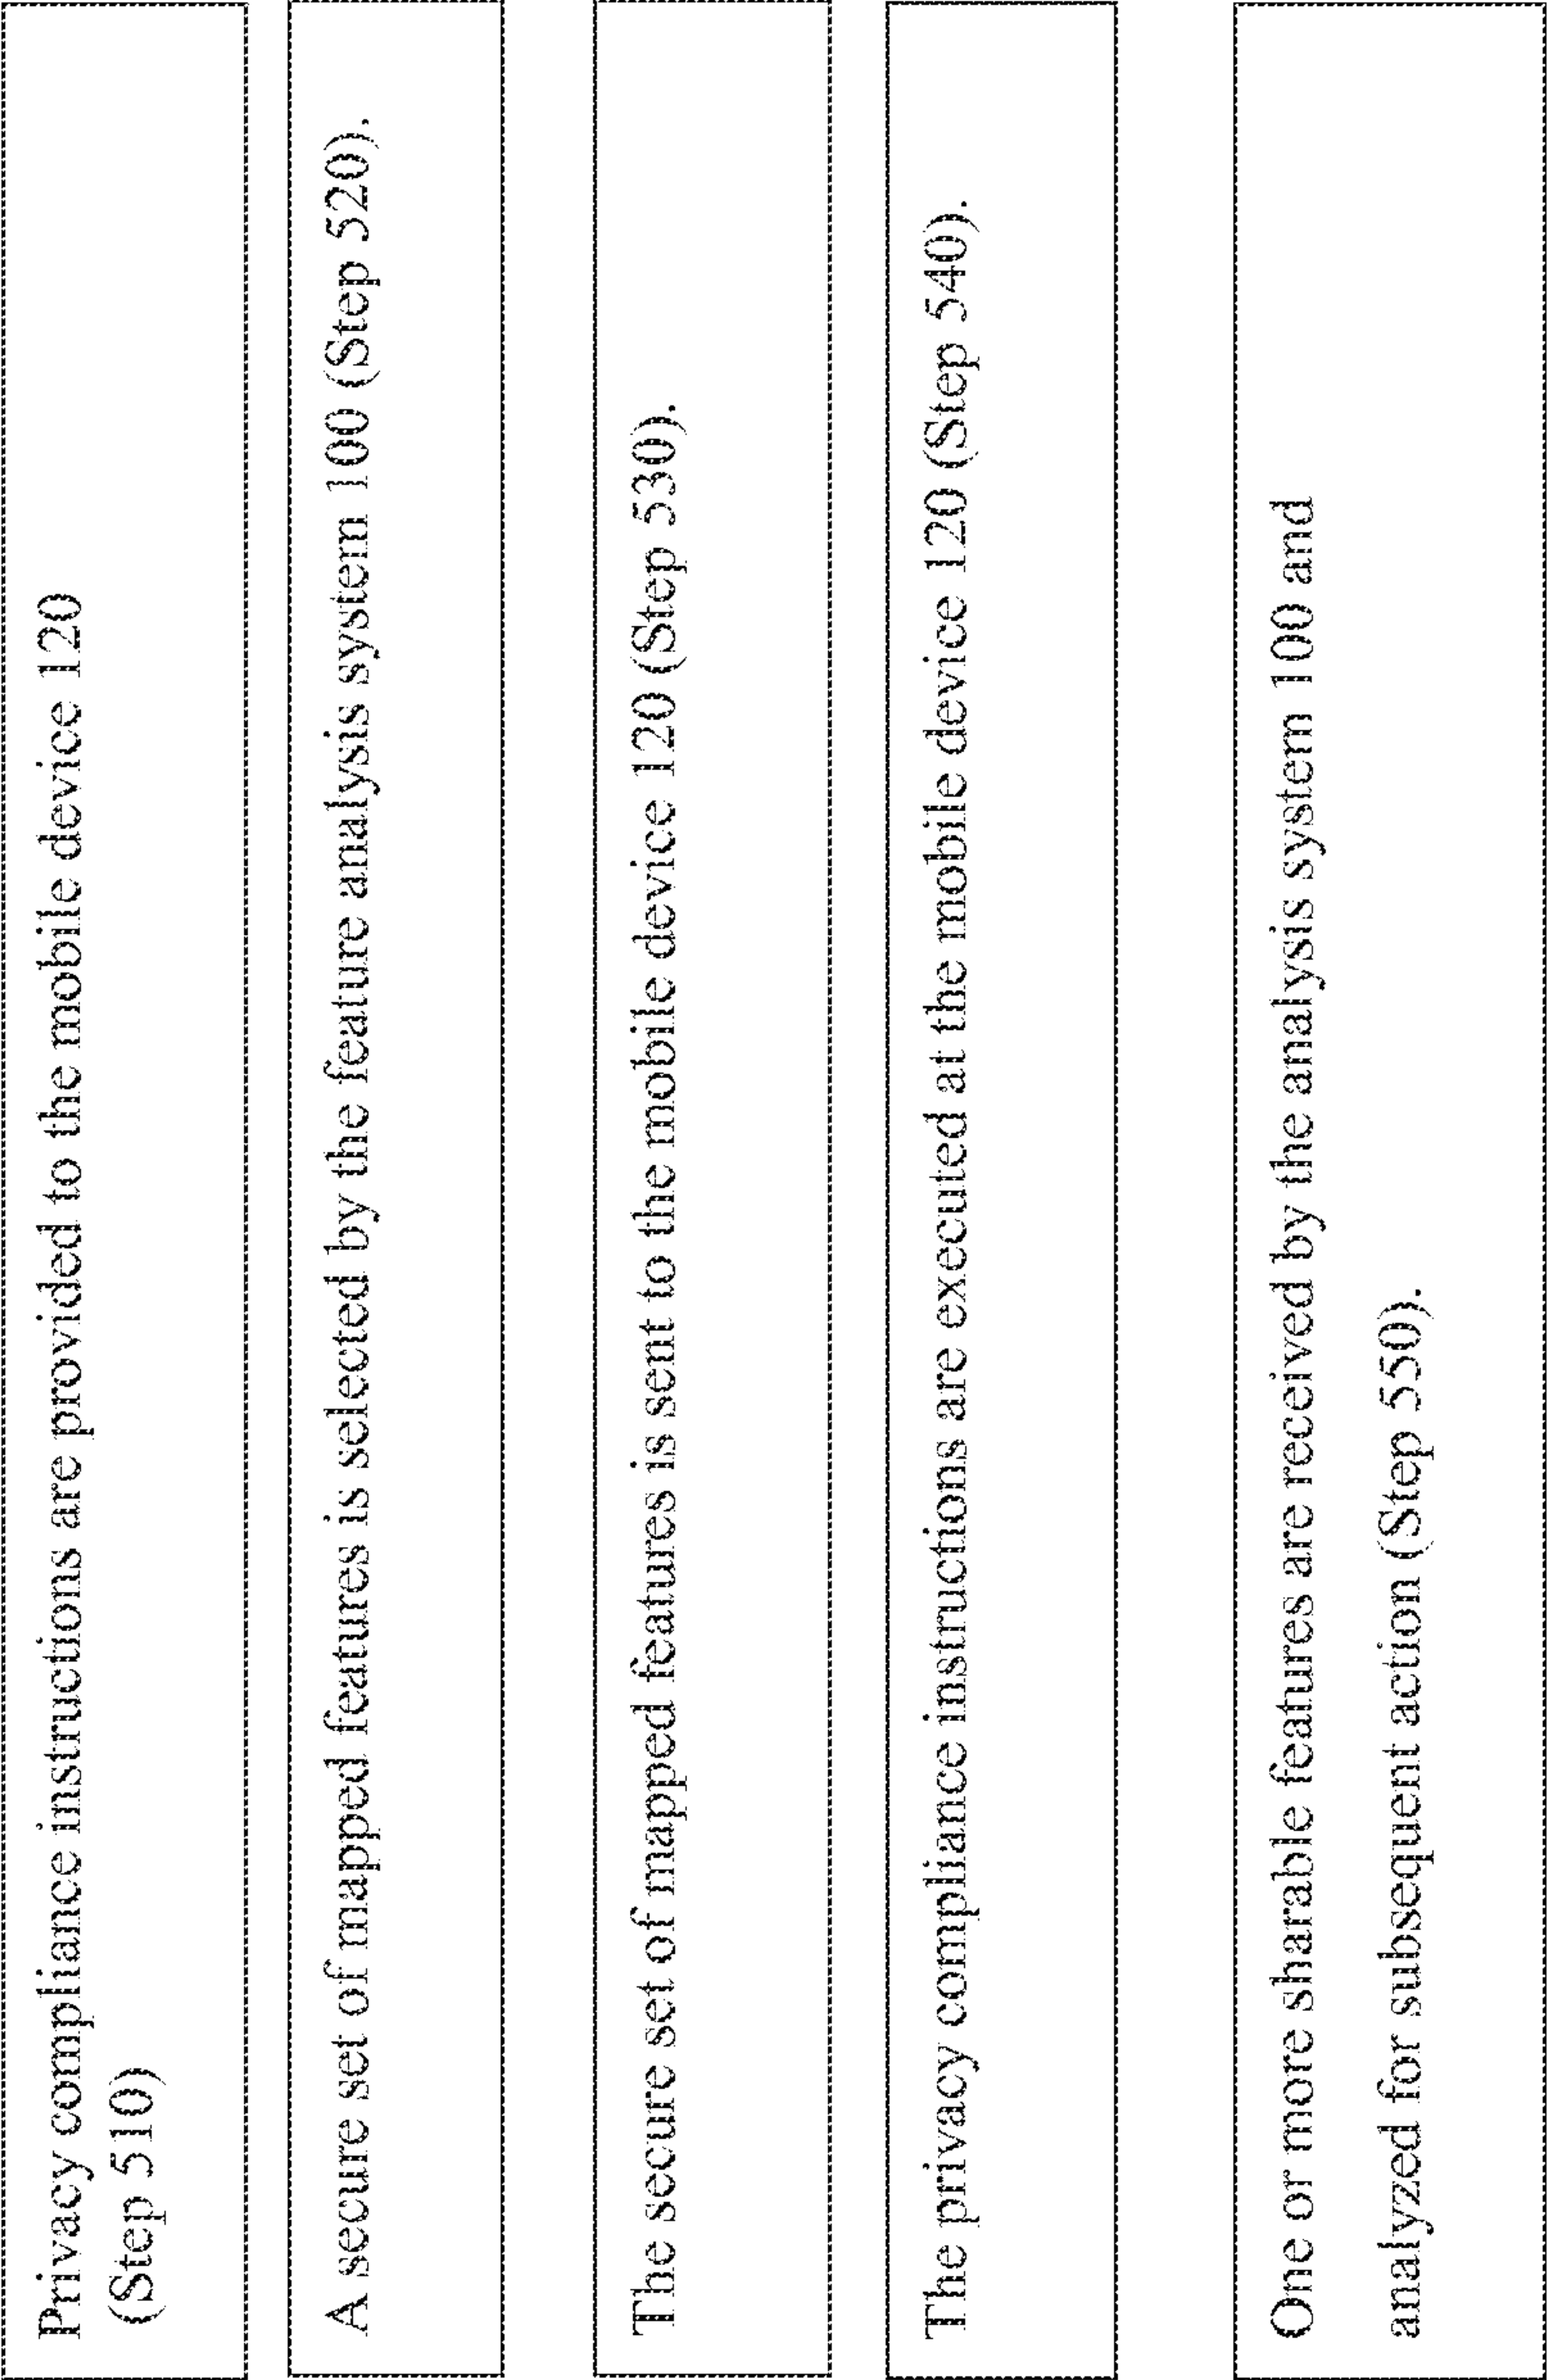 Privacy compliance instructions are provided to the mobile device 120
(Step 510)
A secure set of mapped features is selected by the feature analysis system 100 (Step 520).
The secure set of mapped features is sent to the mobile device 120 (Step 530).
The privacy compliance instructions are executed at the mobile device 120 (Step 540).
One or more sharable features are received by the analysis system 100 and
analyzed for subsequent action (Step 550).